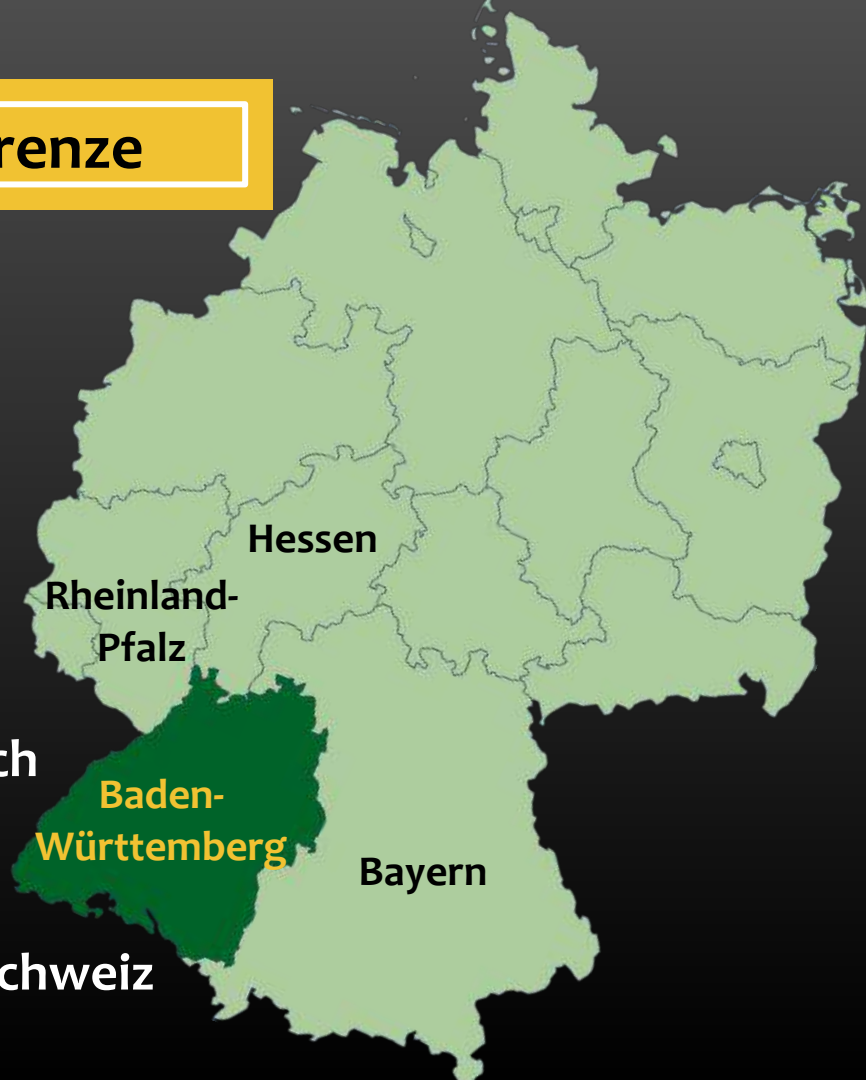 renze
Hessen
Rheinland-
Pfalz
ch
Baden-
Württemberg
Bayern
chweiz